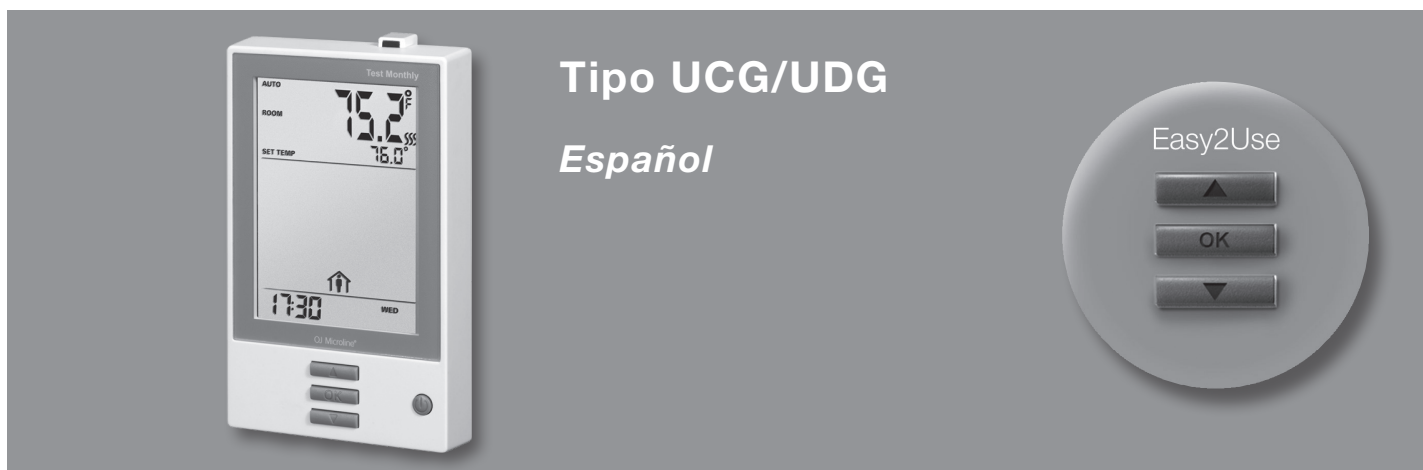 Test Monthly
AUTO
75.2°F
ROOM
SET TEMP 76.0°
17:30 WED
OJ Microline®
OK
Tipo UCG/UDG
Español
Easy2Use
OK